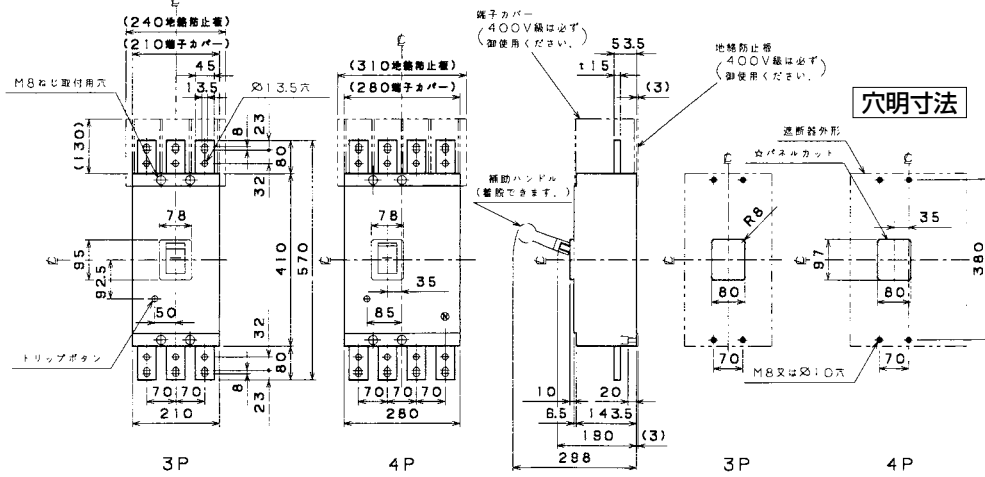 ℄
(240地絡防止板)
(210端子カバー)
45
13.5
M8ねじ取付用穴
Ø13.5穴
(130)
8
23
80
32
78
95
92.5
℄
50
410
570
トリップボタン
32
80
8
23
70 70
210
3P
℄
(310地絡防止板)
(280端子カバー)
78
35
85
N
70 70 70
280
4P
端子カバー
(400V級は必ず
御使用ください.)
53.5
t15
(3)
地絡防止板
(400V級は必ず
御使用ください.)
補助ハンドル
(着脱できます.)
℄
10
20
6.5
143.5
190
(3)
298
穴明寸法
遮断器外形
☆パネルカット
℄
R8
℄
80
70
M8又はØ10穴
3P
℄
35
97
80
380
70
4P